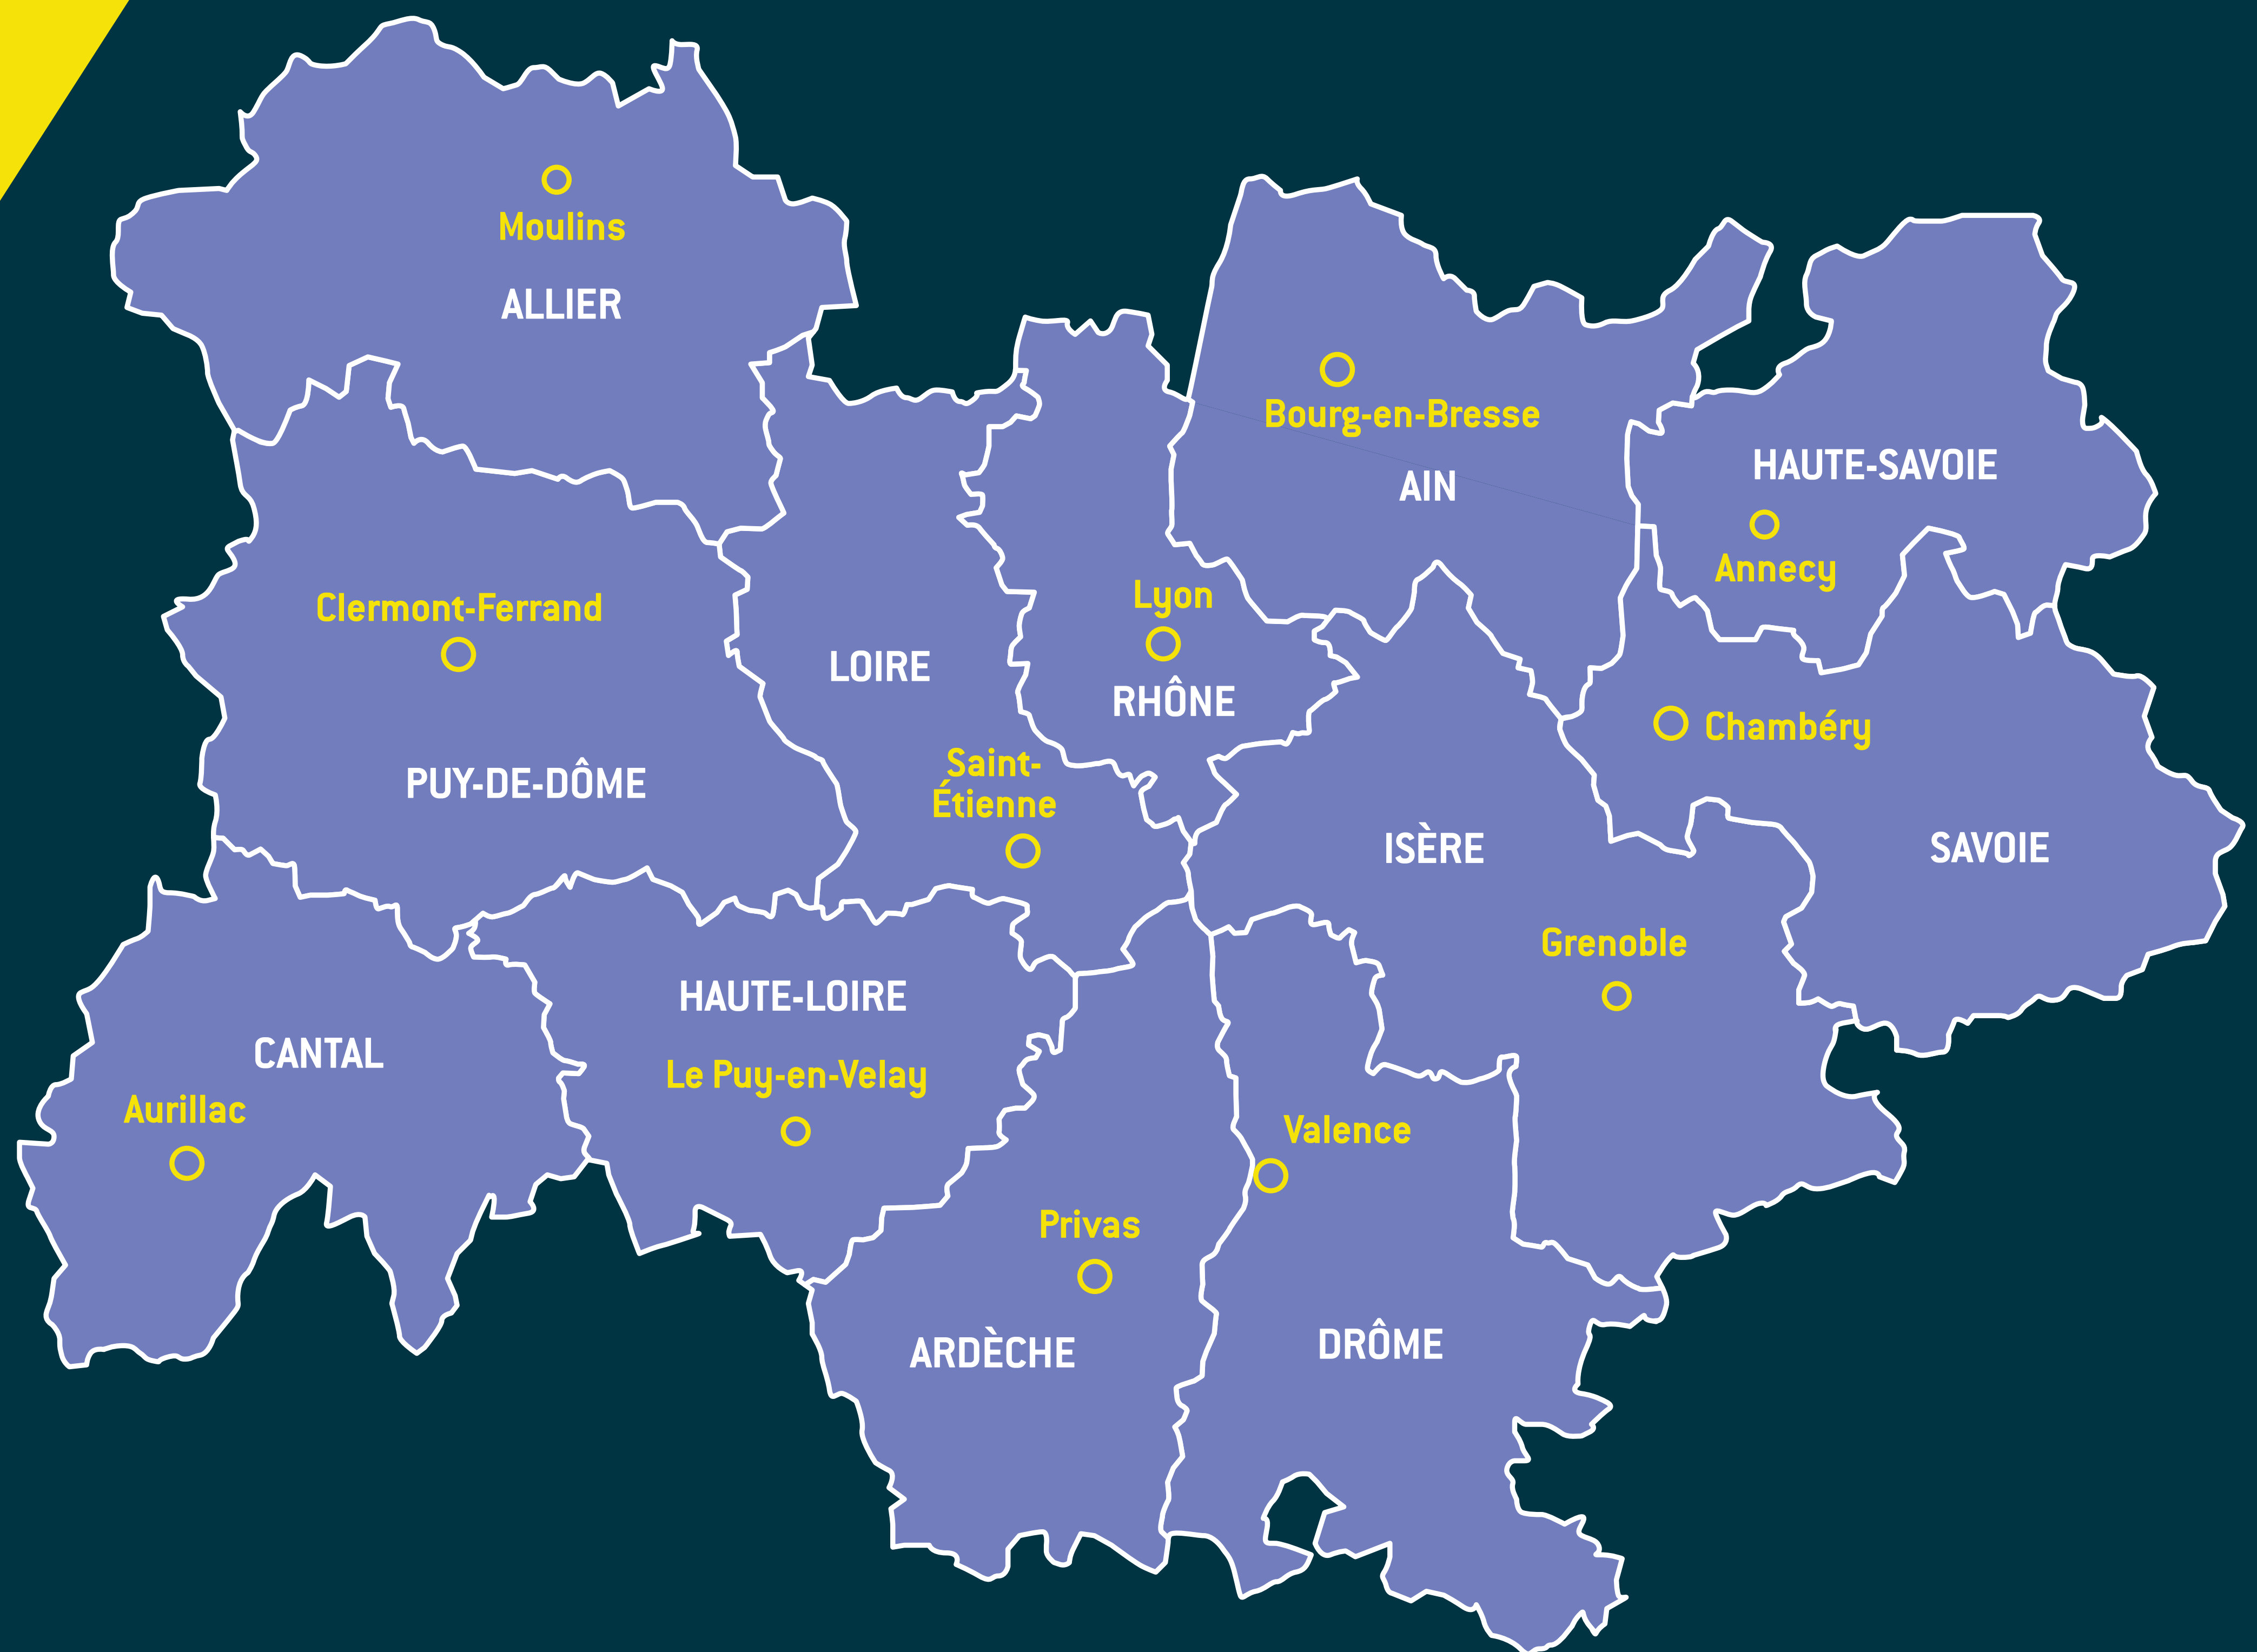 Moulins
ALLIER
Bourg-en-Bresse
AIN
HAUTE-SAVOIE
Annecy
Clermont-Ferrand
Lyon
LOIRE
RHÔNE
Chambéry
PUY-DE-DÔME
Saint-
Étienne
ISÈRE
SAVOIE
Grenoble
HAUTE-LOIRE
CANTAL
Le Puy-en-Velay
Aurillac
Valence
Privas
ARDÈCHE
DRÔME